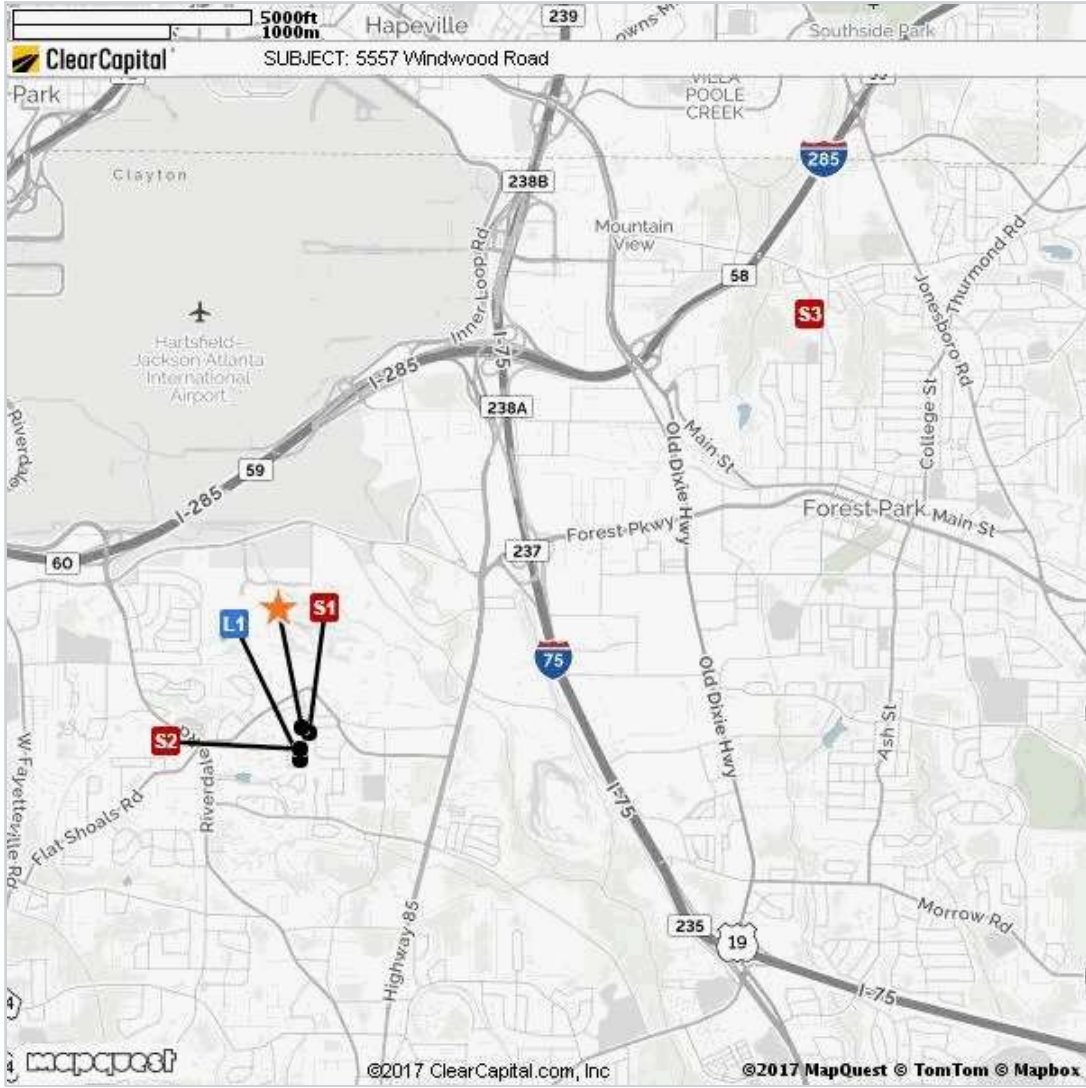 5000ft
1000m
Hapeville
239
Southside Park
ClearCapital
SUBJECT: 5557 Windwood Road
Park
VILLA
POOLE
CREEK
Clayton
285
238B
Mountain
View
Inner Loop Rd
58
Thurmond Rd
Jonesboro Rd
S3
Hartsfield-
Jackson Atlanta
International
Airport
I-285
I-75
238A
College St
Main St
Old Dixie Hwy
59
I-285
Forest Park
Main St
Forest Pkwy
237
60
L1
S1
75
Old Dixie Hwy
Ash St
S2
W Fayetteville Rd
Riverdale
Flat Shoals Rd
I-75
Highway 85
235
19
Morrow Rd
I-75
mapquest
©2017 ClearCapital.com, Inc
©2017 MapQuest © TomTom © Mapbox